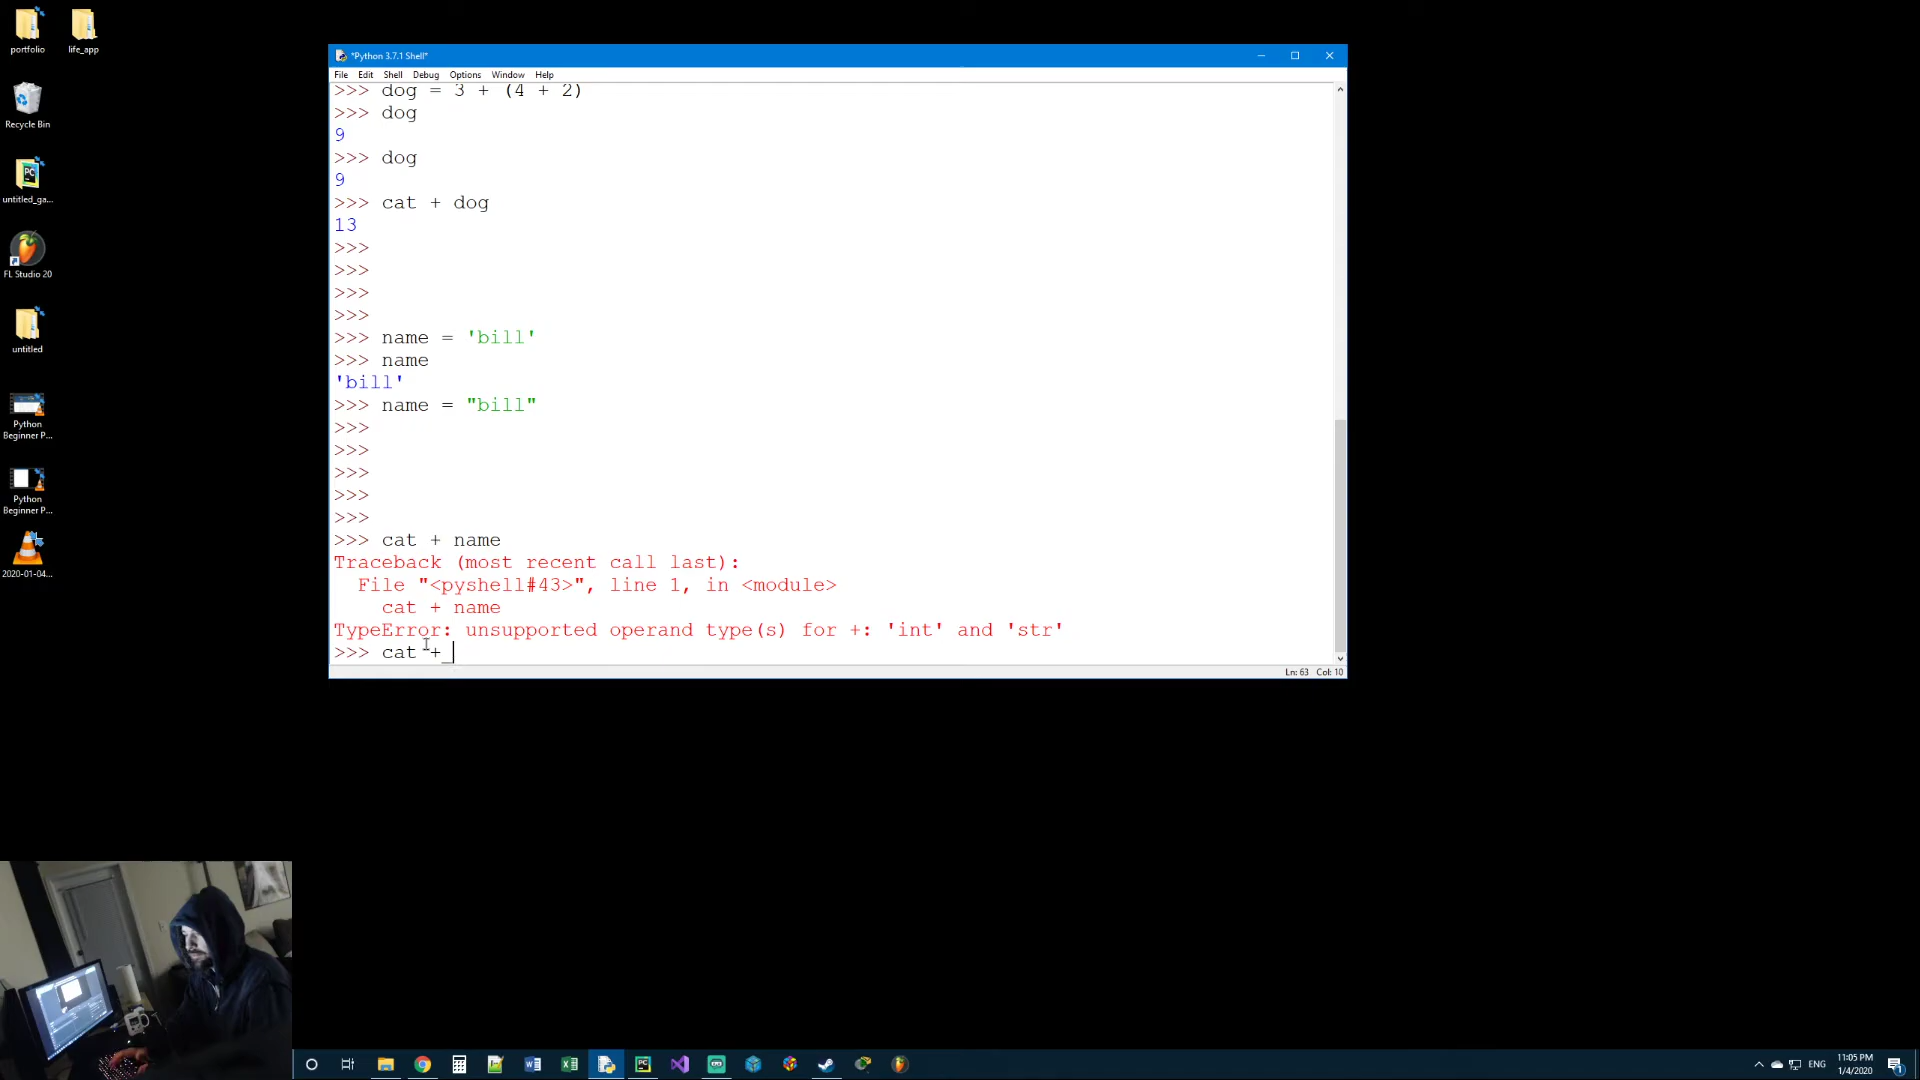 portfolio
life_app
Recycle Bin
untitled_ga...
FL Studio 20
untitled
Python
Beginner P...
Python
Beginner P...
2020-01-04...
*Python 3.7.1 Shell*
File Edit Shell Debug Options Window Help
>>> dog = 3 + (4 + 2)
>>> dog
9
>>> dog
9
>>> cat + dog
13
>>>
>>>
>>>
>>>
>>> name = 'bill'
>>> name
'bill'
>>> name = "bill"
>>>
>>>
>>>
>>>
>>>
>>> cat + name
Traceback (most recent call last):
File "<pyshell#43>", line 1, in <module>
cat + name
TypeError: unsupported operand type(s) for +: 'int' and 'str'
>>> cat +
Ln: 63 Col: 10
ENG
11:05 PM
1/4/2020